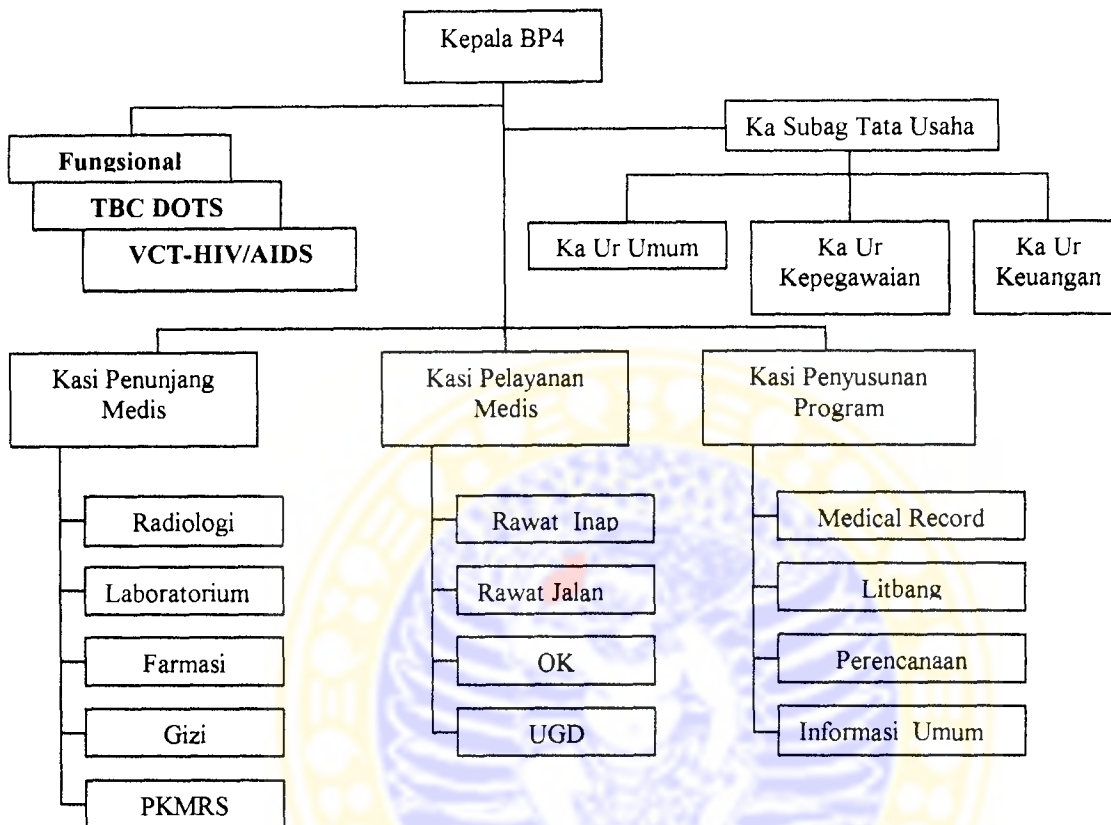 Kepala BP4
Ka Subag Tata Usaha
Fungsional
TBC DOTS
VCT-HIV/AIDS
Ka Ur Umum
Ka Ur
Kepegawaian
Ka Ur
Keuangan
Kasi Penunjang
Medis
Kasi Pelayanan
Medis
Kasi Penyusunan
Program
Radiologi
Laboratorium
Farmasi
Gizi
PKMRS
Rawat Inap
Rawat Jalan
OK
UGD
Medical Record
Litbang
Perencanaan
Informasi Umum